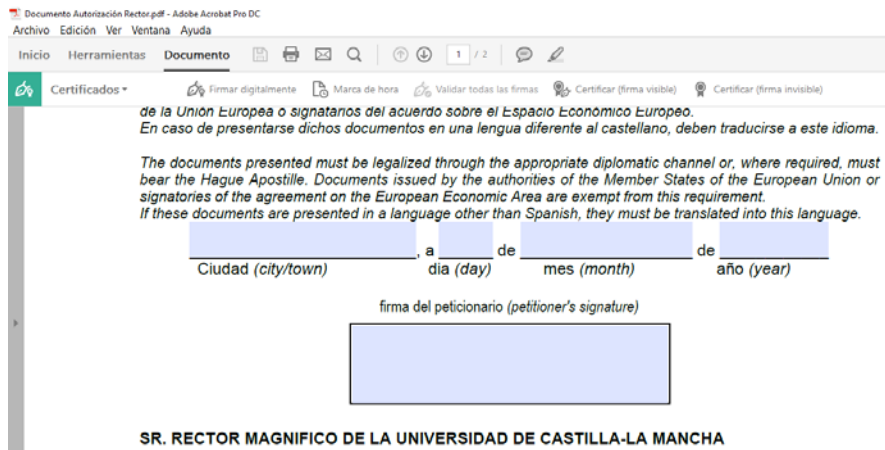 Documento Autorización Rector.pdf - Adobe Acrobat Pro DC
Archivo Edición Ver Ventana Ayuda
Inicio Herramientas Documento 1 / 2
Certificados Firmar digitalmente Marca de hora Validar todas las firmas Certificar (firma visible) Certificar (firma invisible)
de la Unión Europea o signatarios del acuerdo sobre el Espacio Económico Europeo.
En caso de presentarse dichos documentos en una lengua diferente al castellano, deben traducirse a este idioma.
The documents presented must be legalized through the appropriate diplomatic channel or, where required, must
bear the Hague Apostille. Documents issued by the authorities of the Member States of the European Union or
signatories of the agreement on the European Economic Area are exempt from this requirement.
If these documents are presented in a language other than Spanish, they must be translated into this language.
, a de de
Ciudad (city/town) dia (day) mes (month) año (year)
firma del peticionario (petitioner's signature)
SR. RECTOR MAGNIFICO DE LA UNIVERSIDAD DE CASTILLA-LA MANCHA